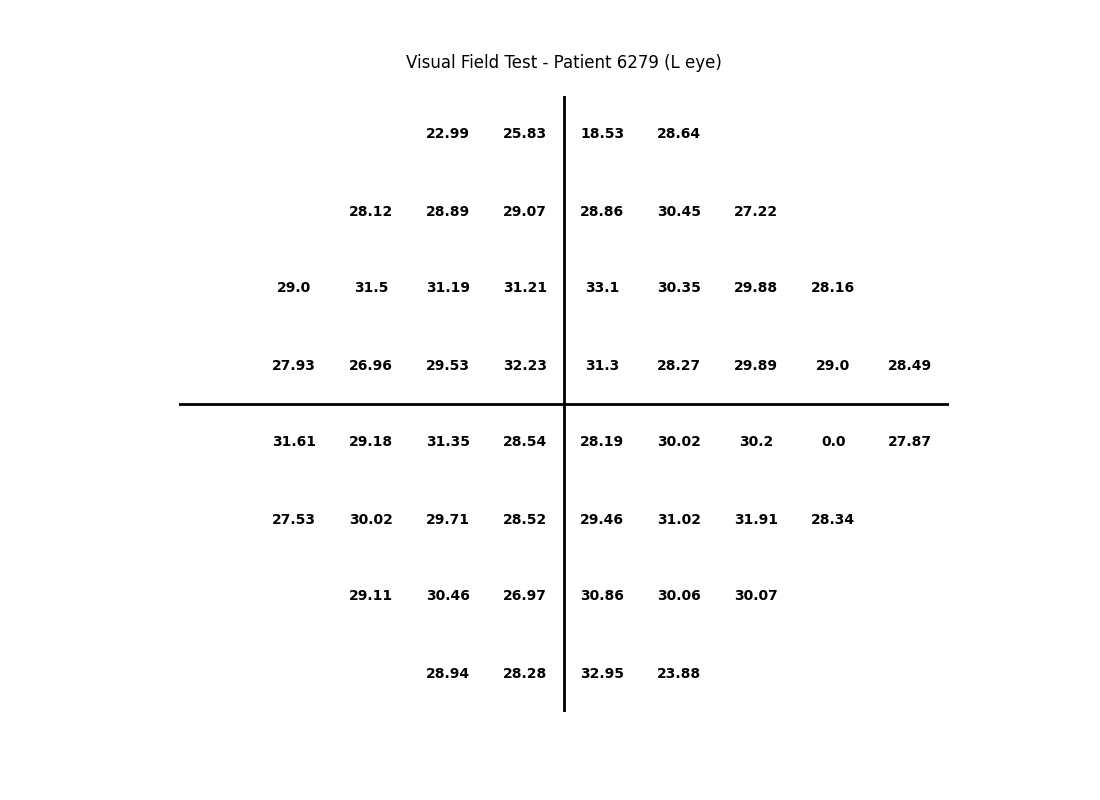 Visual Field Test - Patient 6279 (L eye)
22.99 25.83 18.53 28.64
28.12 28.89 29.07 28.86 30.45 27.22
29.0 31.5 31.19 31.21 33.1 30.35 29.88 28.16
27.93 26.96 29.53 32.23 31.3 28.27 29.89 29.0 28.49
31.61 29.18 31.35 28.54 28.19 30.02 30.2 0.0 27.87
27.53 30.02 29.71 28.52 29.46 31.02 31.91 28.34
29.11 30.46 26.97 30.86 30.06 30.07
28.94 28.28 32.95 23.88